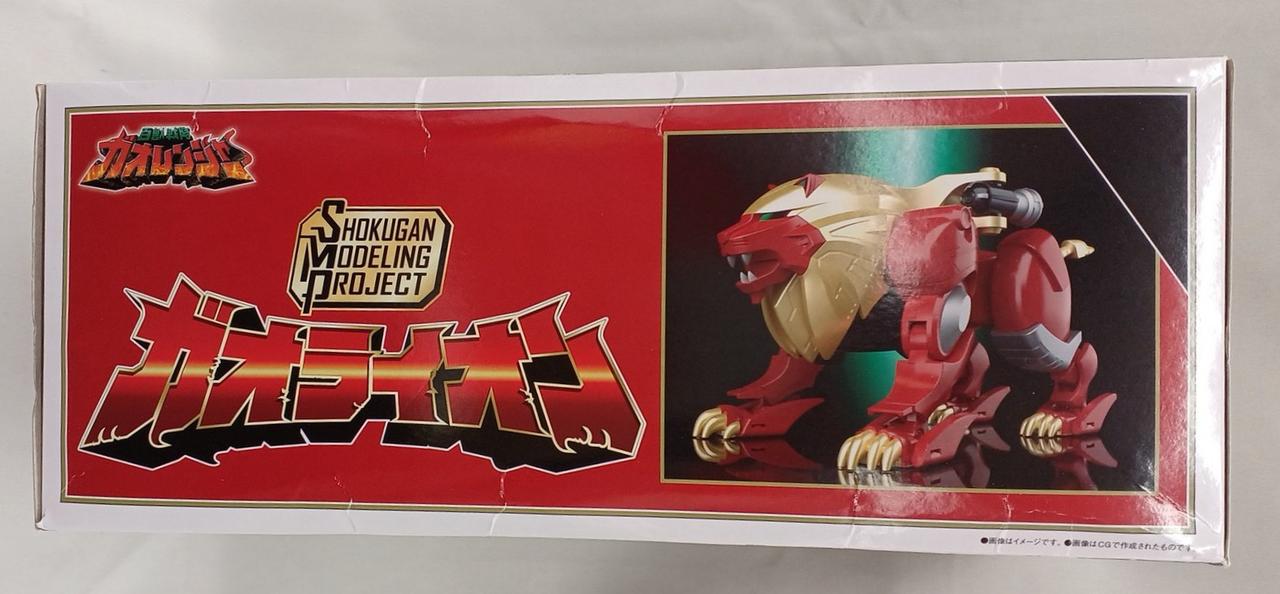 百獣戦隊
ガオレンジャー
SHOKUGAN
MODELING
PROJECT
ガオライオン
●画像はイメージです。●画像はCGで作成されたものです